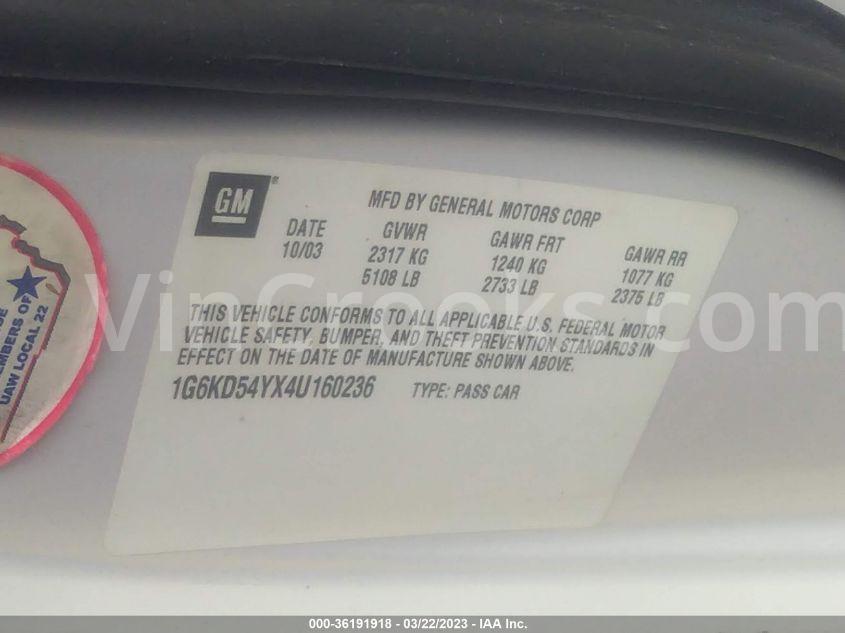 GM®
MFD BY GENERAL MOTORS CORP
DATE GVWR GAWR FRT GAWR RR
10/03 2317 KG 1240 KG 1077 KG
5108 LB 2733 LB 2375 LB
THIS VEHICLE CONFORMS TO ALL APPLICABLE U.S. FEDERAL MOTOR
VEHICLE SAFETY, BUMPER, AND THEFT PREVENTION STANDARDS IN
EFFECT ON THE DATE OF MANUFACTURE SHOWN ABOVE.
1G6KD54YX4U160236 TYPE: PASS CAR
OF
UAW LOCAL 22
VinCrooks.com
000-36191918 - 03/22/2023 - IAA Inc.